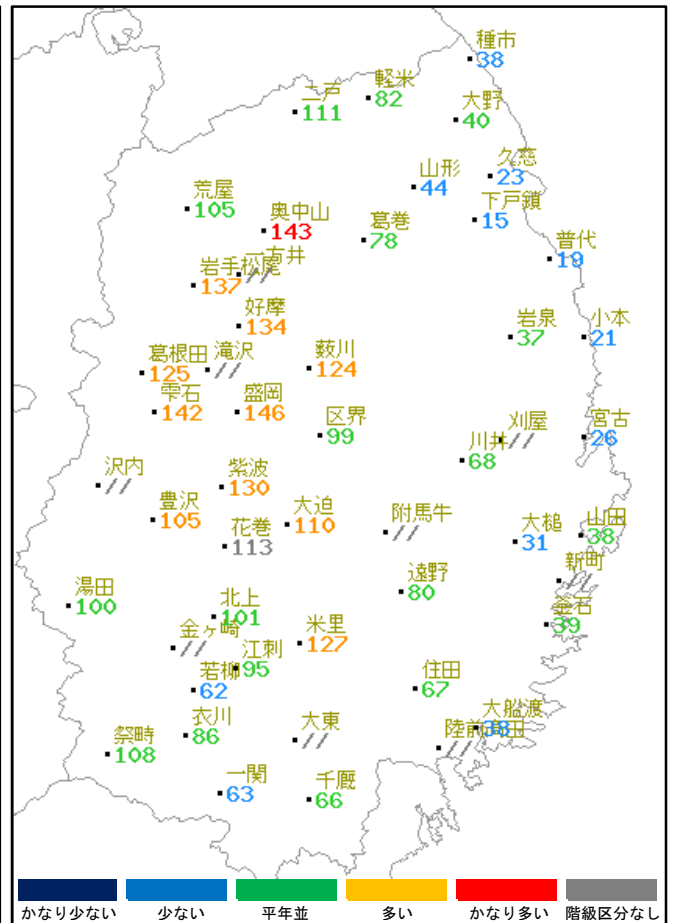 種市
38
軽米
82
二戸
111
大野
40
久慈
23
山形
44
荒屋
105
下戸鎖
15
奥中山
143
葛巻
78
普代
19
一方井
//
岩手松尾
137
好摩
134
岩泉
37
小本
21
薮川
124
滝沢
//
葛根田
125
雫石
142
盛岡
146
区界
99
刈屋
//
宮古
26
川井
68
沢内
//
紫波
130
豊沢
105
大迫
110
花巻
113
附馬牛
//
大槌
31
山田
38
新町
//
遠野
80
湯田
100
北上
101
釜石
39
金ヶ崎
//
米里
127
江刺
95
若柳
62
住田
67
大船渡
38
陸前高田
//
衣川
86
大東
//
祭畤
108
一関
63
千厩
66
かなり少ない 少ない 平年並 多い かなり多い 階級区分なし